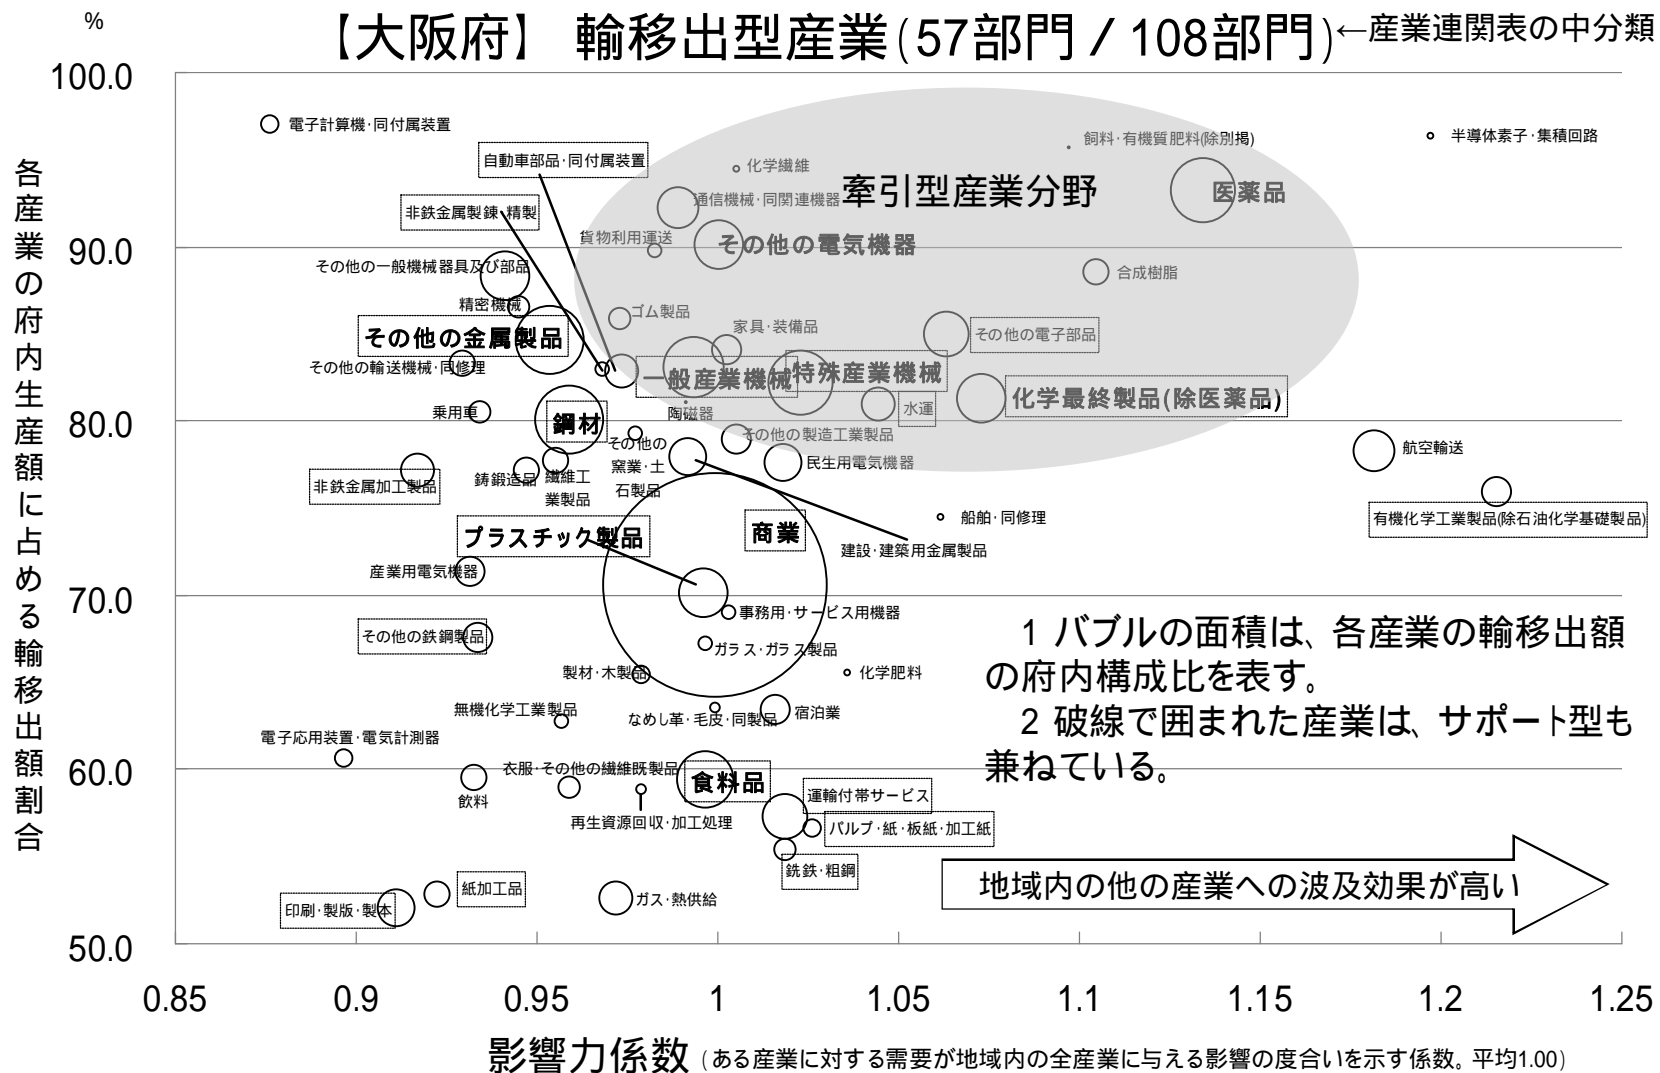 %
【大阪府】 輸移出型産業(57部門/108部門)←産業連関表の中分類
各産業の府内生産額に占める輸移出額割合
100.0
90.0
80.0
70.0
60.0
50.0
電子計算機・同付属装置
自動車部品・同付属装置
非鉄金属製錬・精製
化学繊維
飼料・有機質肥料(除別掲)
半導体素子・集積回路
牽引型産業分野
通信機械・同関連機器
医薬品
貨物利用運送
その他の電気機器
その他の一般機械器具及び部品
合成樹脂
精密機械
ゴム製品
家具・装備品
その他の電子部品
その他の金属製品
その他の輸送機械・同修理
一般産業機械
特殊産業機械
化学最終製品(除医薬品)
乗用車
陶磁器
水運
鋼材
その他の
窯業・土
石製品
その他の製造工業製品
民生用電気機器
航空輸送
非鉄金属加工製品
鋳鍛造品
繊維工
業製品
有機化学工業製品(除石油化学基礎製品)
プラスチック製品
商業
船舶・同修理
建設・建築用金属製品
産業用電気機器
事務用・サービス用機器
その他の鉄鋼製品
ガラス・ガラス製品
製材・木製品
化学肥料
無機化学工業製品
なめし革・毛皮・同製品
宿泊業
1 バブルの面積は、各産業の輸移出額
の府内構成比を表す。
2 破線で囲まれた産業は、サポート型も
兼ねている。
電子応用装置・電気計測器
衣服・その他の繊維既製品
食料品
飲料
再生資源回収・加工処理
運輸付帯サービス
パルプ・紙・板紙・加工紙
銑鉄・粗鋼
紙加工品
印刷・製版・製本
ガス・熱供給
地域内の他の産業への波及効果が高い
0.85
0.9
0.95
1
1.05
1.1
1.15
1.2
1.25
影響力係数(ある産業に対する需要が地域内の全産業に与える影響の度合いを示す係数。平均1.00)